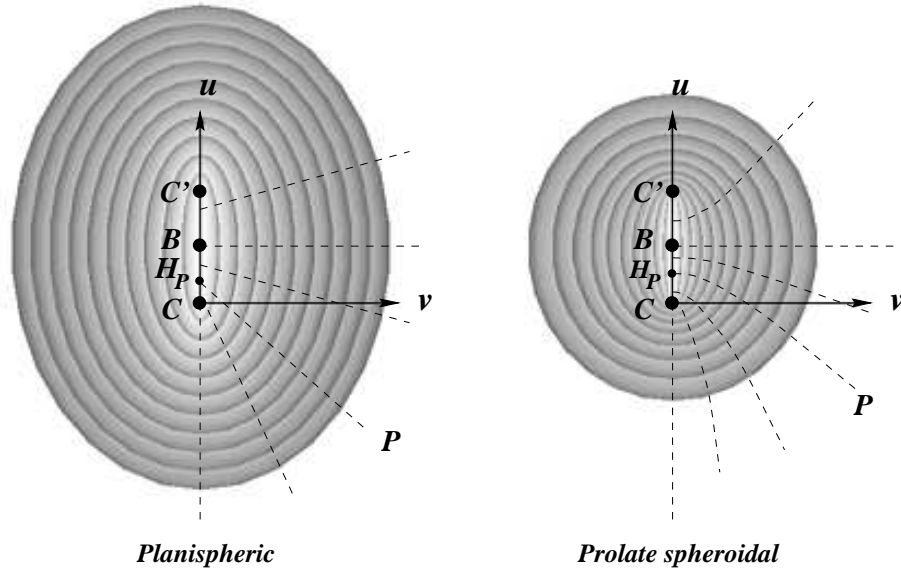 u
C'
B
H_P
C
v
P
Planispheric
u
C'
B
H_P
C
v
P
Prolate spheroidal